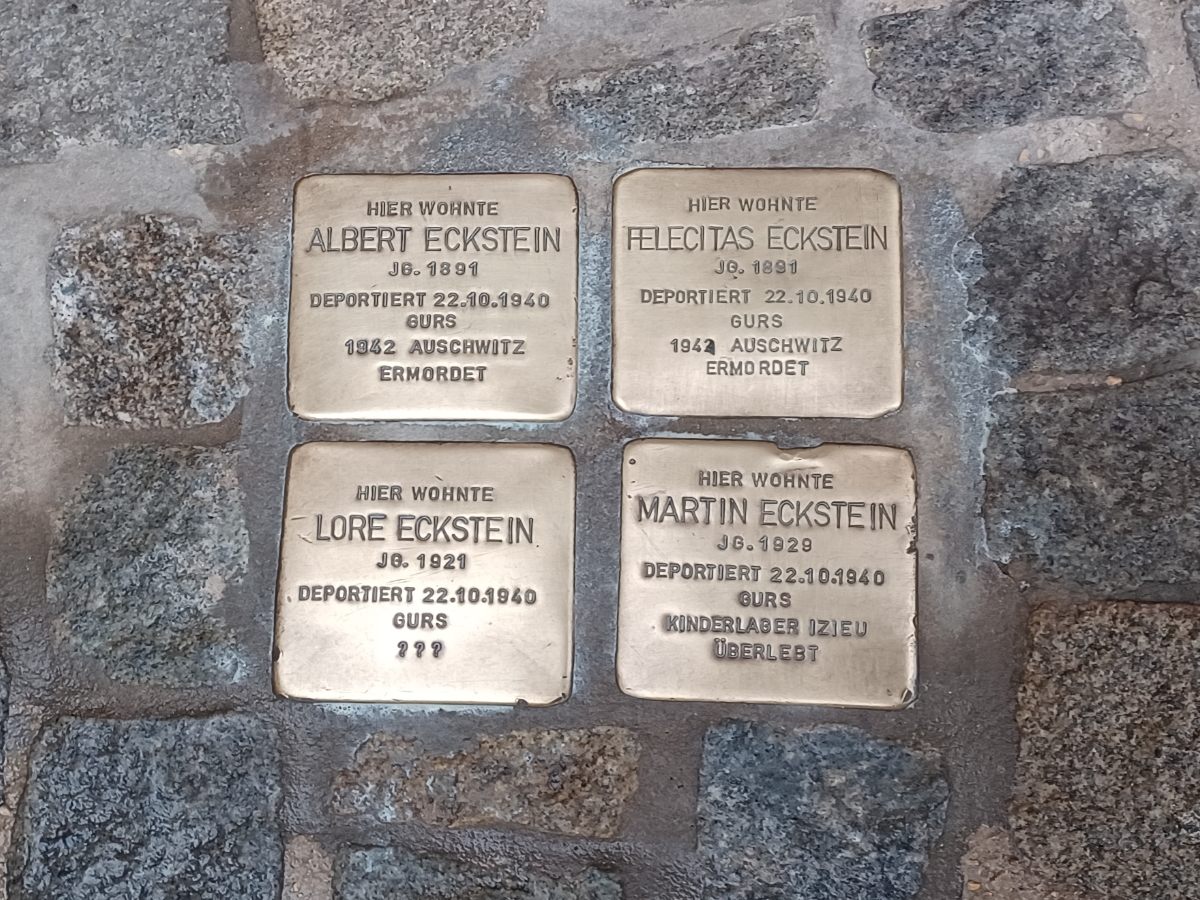 HIER WOHNTE
ALBERT ECKSTEIN
JG. 1891
DEPORTIERT 22.10.1940
GURS
1942 AUSCHWITZ
ERMORDET
HIER WOHNTE
FELECITAS ECKSTEIN
JG. 1891
DEPORTIERT 22.10.1940
GURS
1942 AUSCHWITZ
ERMORDET
HIER WOHNTE
LORE ECKSTEIN
JG. 1921
DEPORTIERT 22.10.1940
GURS
???
HIER WOHNTE
MARTIN ECKSTEIN
JG. 1929
DEPORTIERT 22.10.1940
GURS
KINDERLAGER IZIEU
ÜBERLEBT